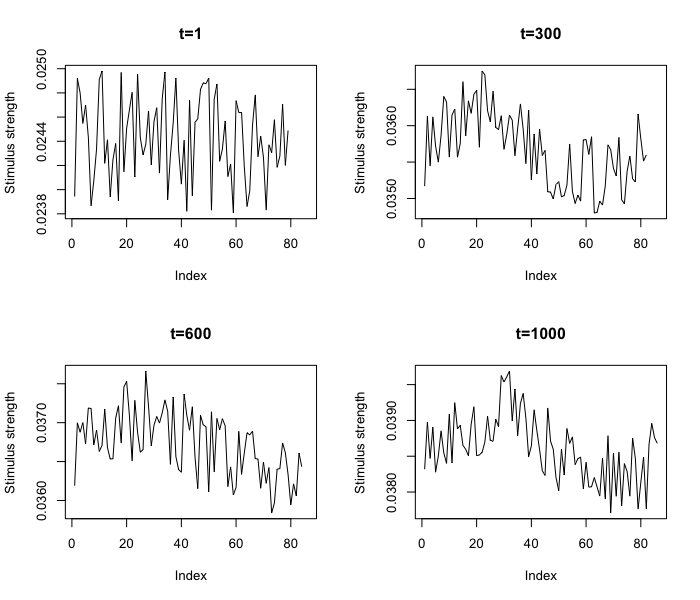 t=1
Stimulus strength
0.0238 0.0244 0.0250
0 20 40 60 80
Index
t=300
Stimulus strength
0.0350 0.0360
0 20 40 60 80
Index
t=600
Stimulus strength
0.0360 0.0370
0 20 40 60 80
Index
t=1000
Stimulus strength
0.0380 0.0390
0 20 40 60 80
Index